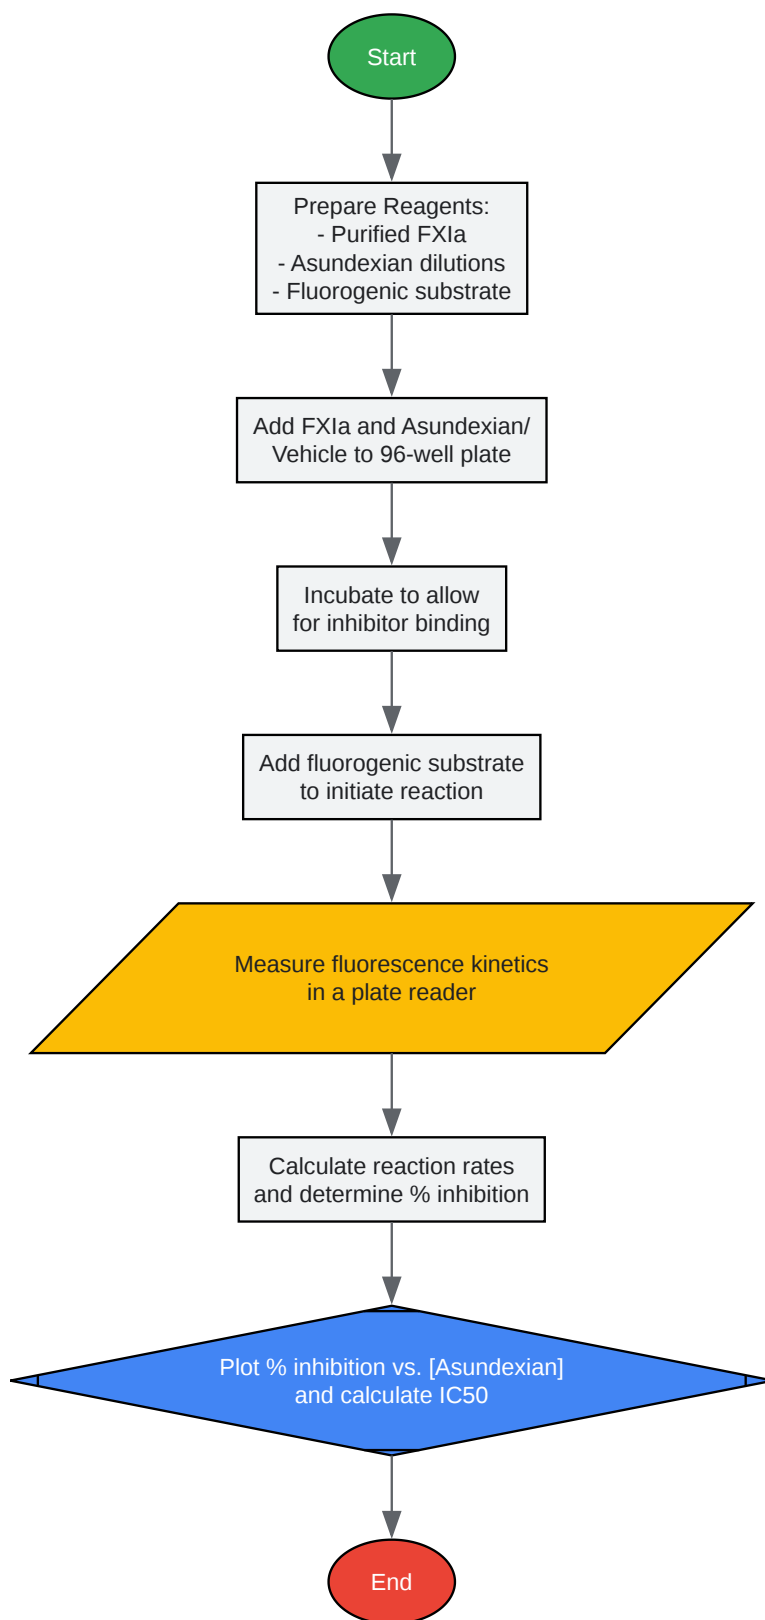 Start
Prepare Reagents:
- Purified FXIa
- Asundexian dilutions
- Fluorogenic substrate
Add FXIa and Asundexian/
Vehicle to 96-well plate
Incubate to allow
for inhibitor binding
Add fluorogenic substrate
to initiate reaction
Measure fluorescence kinetics
in a plate reader
Calculate reaction rates
and determine % inhibition
Plot % inhibition vs. [Asundexian]
and calculate IC50
End